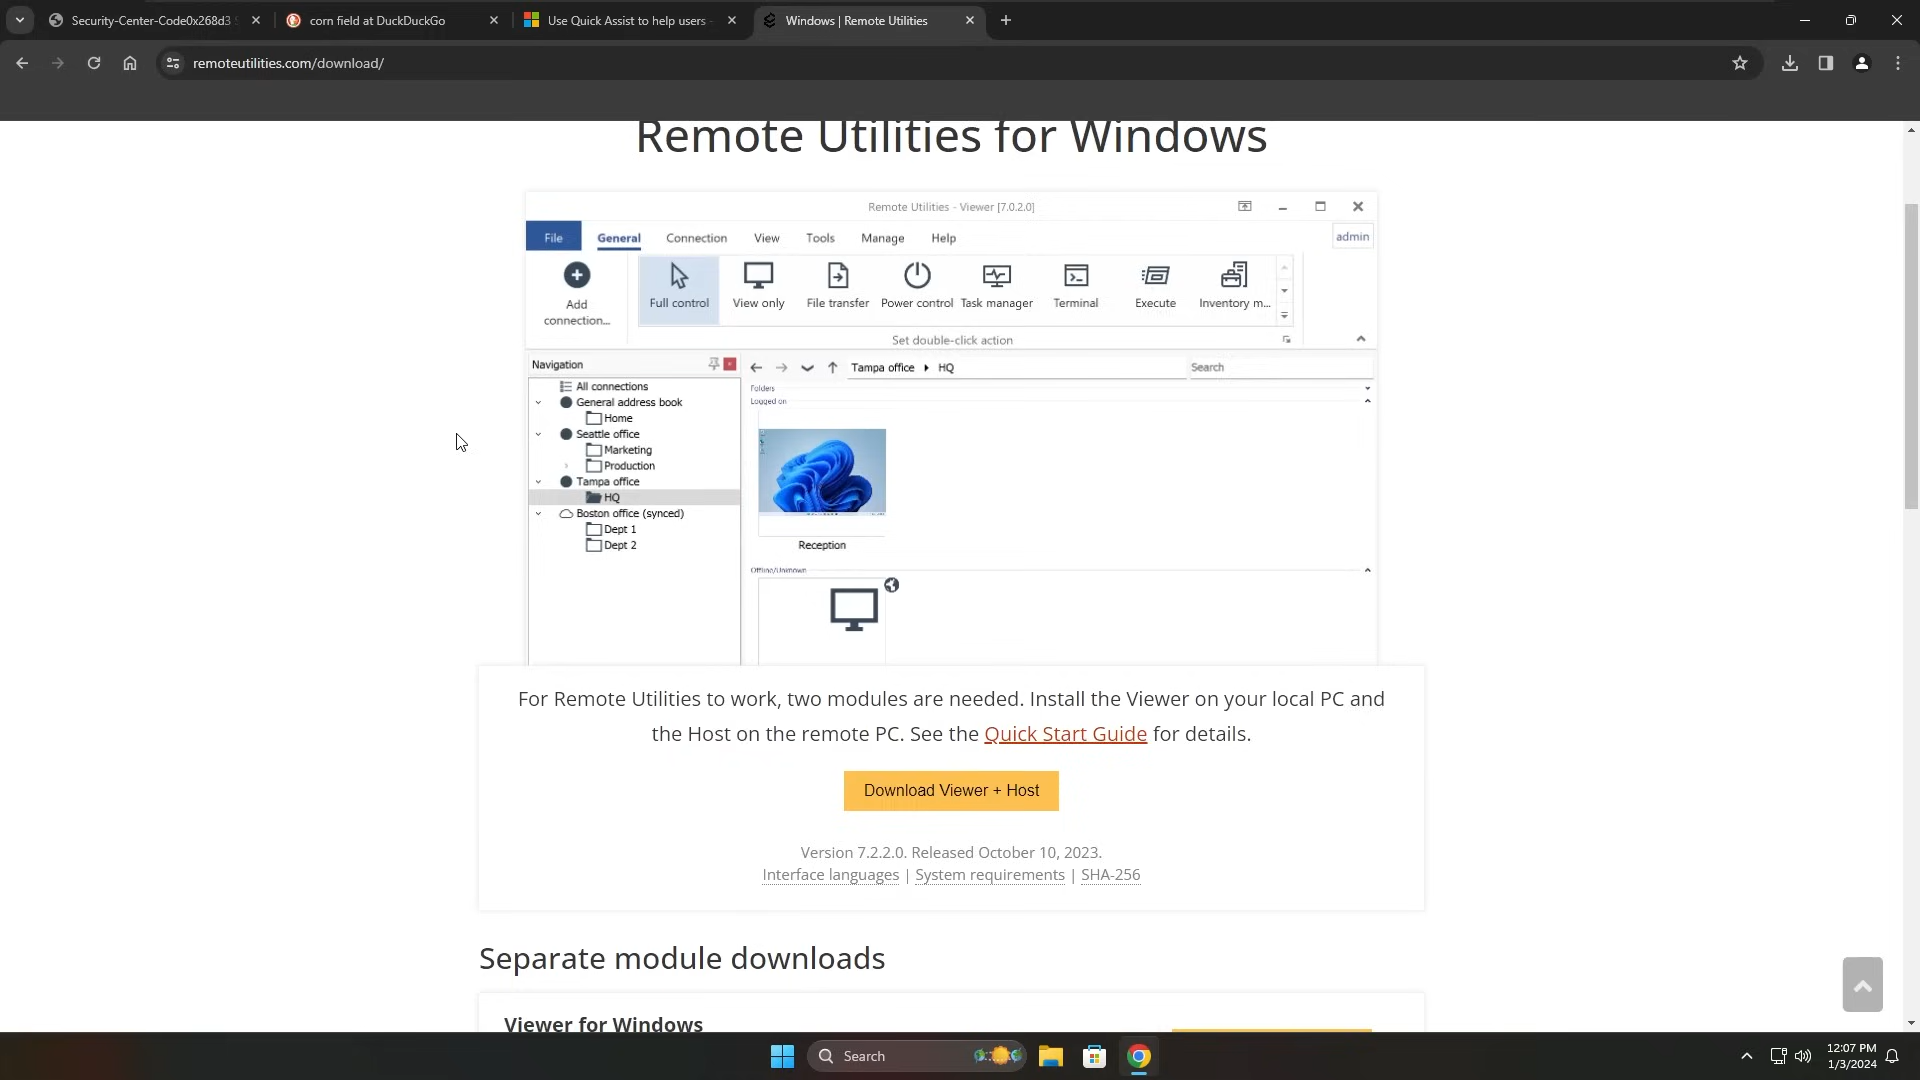 Security-Center-Code0x268d3
corn field at DuckDuckGo
Use Quick Assist to help users
Windows | Remote Utilities
remoteutilities.com/download/
Remote Utilities for Windows
Remote Utilities - Viewer [7.0.2.0]
File General Connection View Tools Manage Help admin
Add connection...
Full control View only File transfer Power control Task manager Terminal Execute Inventory m...
Set double-click action
Navigation
Tampa office HQ Search
All connections
General address book
Home
Seattle office
Marketing
Production
Tampa office
HQ
Boston office (synced)
Dept 1
Dept 2
Folders
Logged on
Reception
Offline/Unknown
For Remote Utilities to work, two modules are needed. Install the Viewer on your local PC and
the Host on the remote PC. See the Quick Start Guide for details.
Download Viewer + Host
Version 7.2.2.0. Released October 10, 2023.
Interface languages | System requirements | SHA-256
Separate module downloads
Viewer for Windows
Search
12:07 PM
1/3/2024